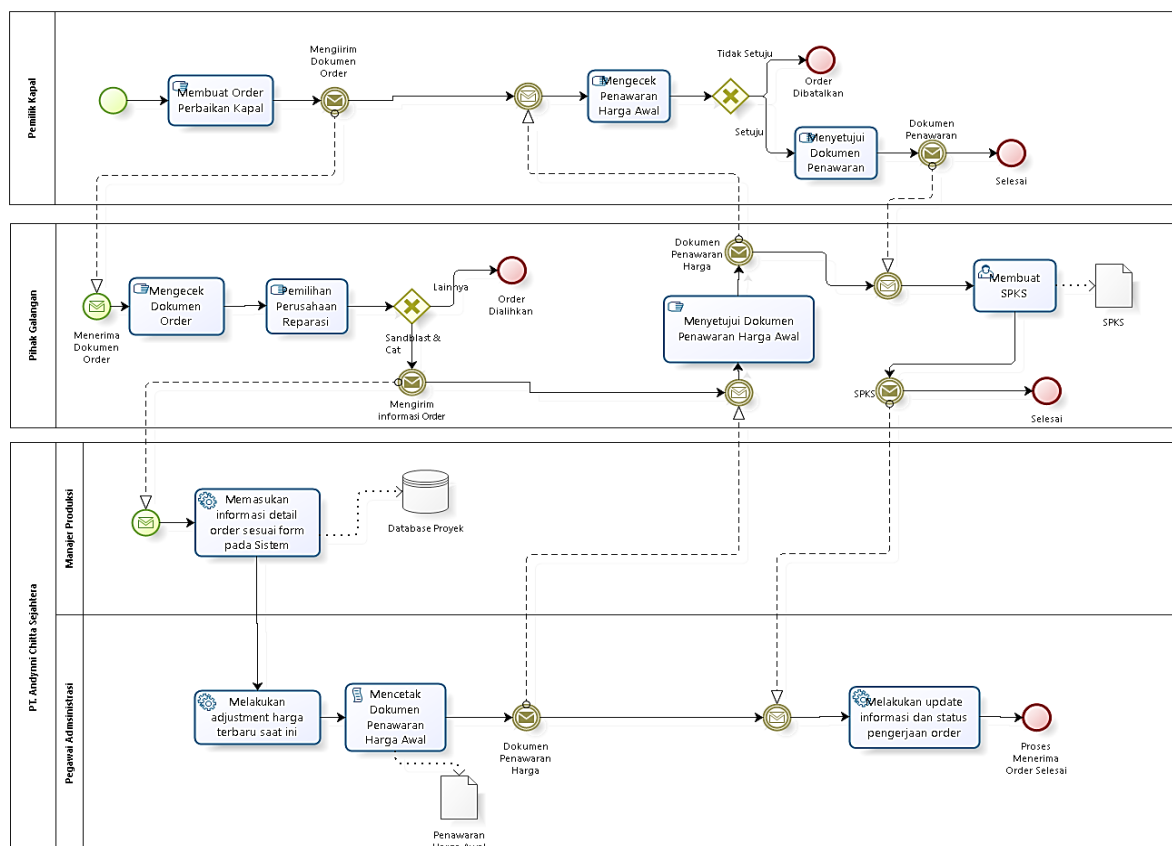 Pemilik Kapal
Membuat Order
Perbaikan Kapal
Mengiirim
Dokumen
Order
Mengecek
Penawaran
Harga Awal
Tidak Setuju
Order
Dibatalkan
Setuju
Menyetujui
Dokumen
Penawaran
Dokumen
Penawaran
Selesai
Pihak Galangan
Menerima
Dokumen
Order
Mengecek
Dokumen
Order
Pemilihan
Perusahaan
Reparasi
Lainnya
Order
Dialihkan
Sandblast &
Cat
Mengirim
informasi Order
Dokumen
Penawaran
Harga
Menyetujui Dokumen
Penawaran Harga Awal
Membuat
SPKS
SPKS
SPKS
Selesai
PT. Andynni Chiitta Sejahtera
Manajer Produksi
Memasukan
informasi detail
order sesuai form
pada Sistem
Database Proyek
Pegawai Administrasi
Melakukan
adjustment harga
terbaru saat ini
Mencetak
Dokumen
Penawaran
Harga Awal
Dokumen
Penawaran
Harga
Melakukan update
informasi dan status
pengerjaan order
Proses
Menerima
Order Selesai
Penawaran
Harga Awal